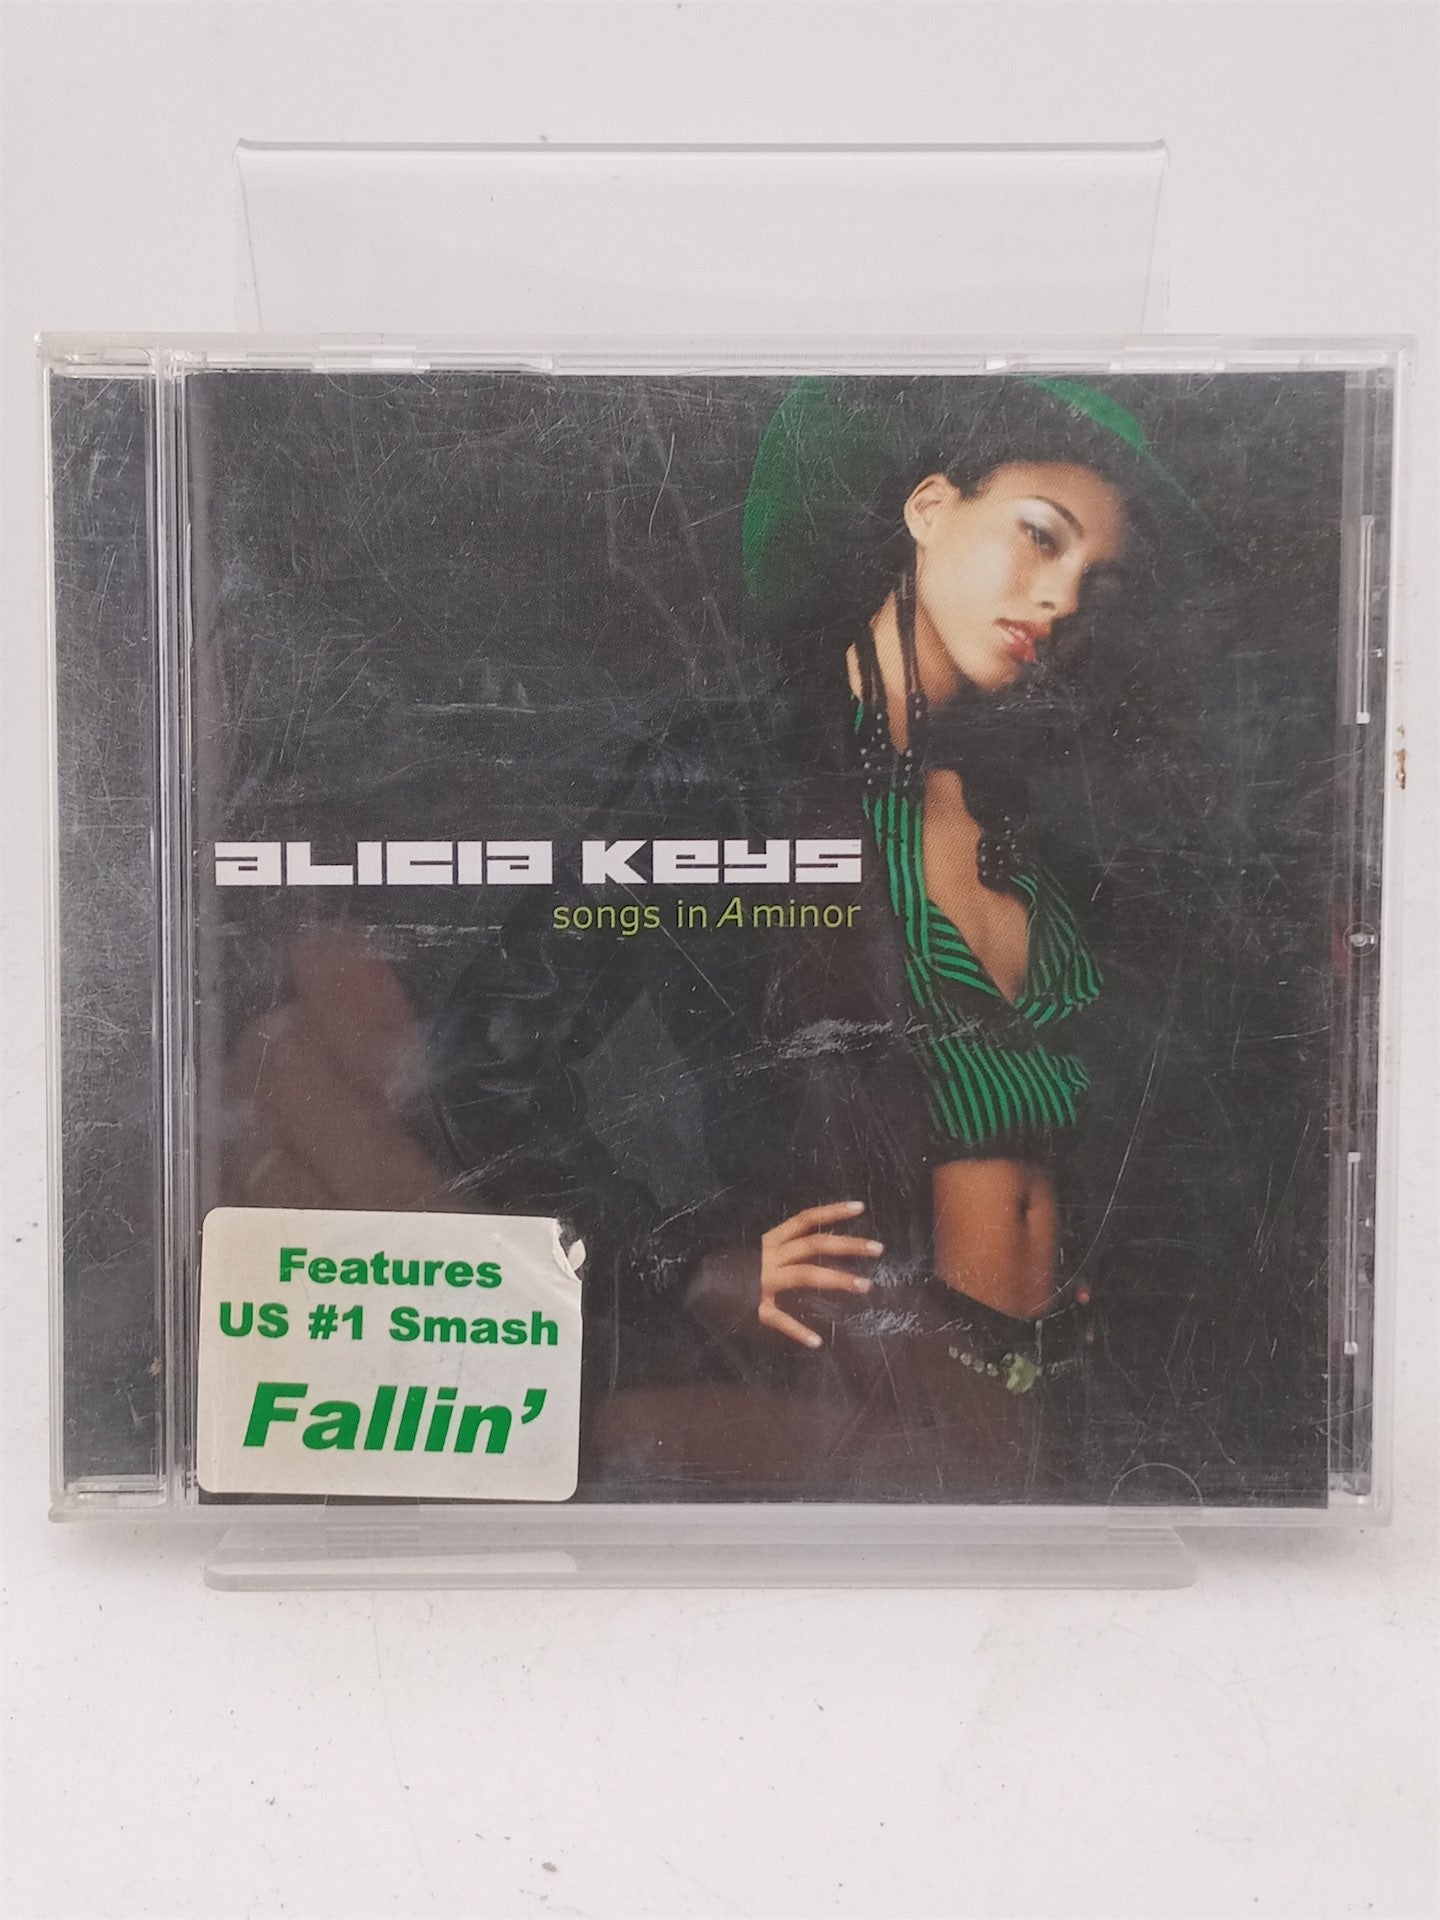 aLICIa Keys
songs in A minor
Features
US #1 Smash
Fallin’